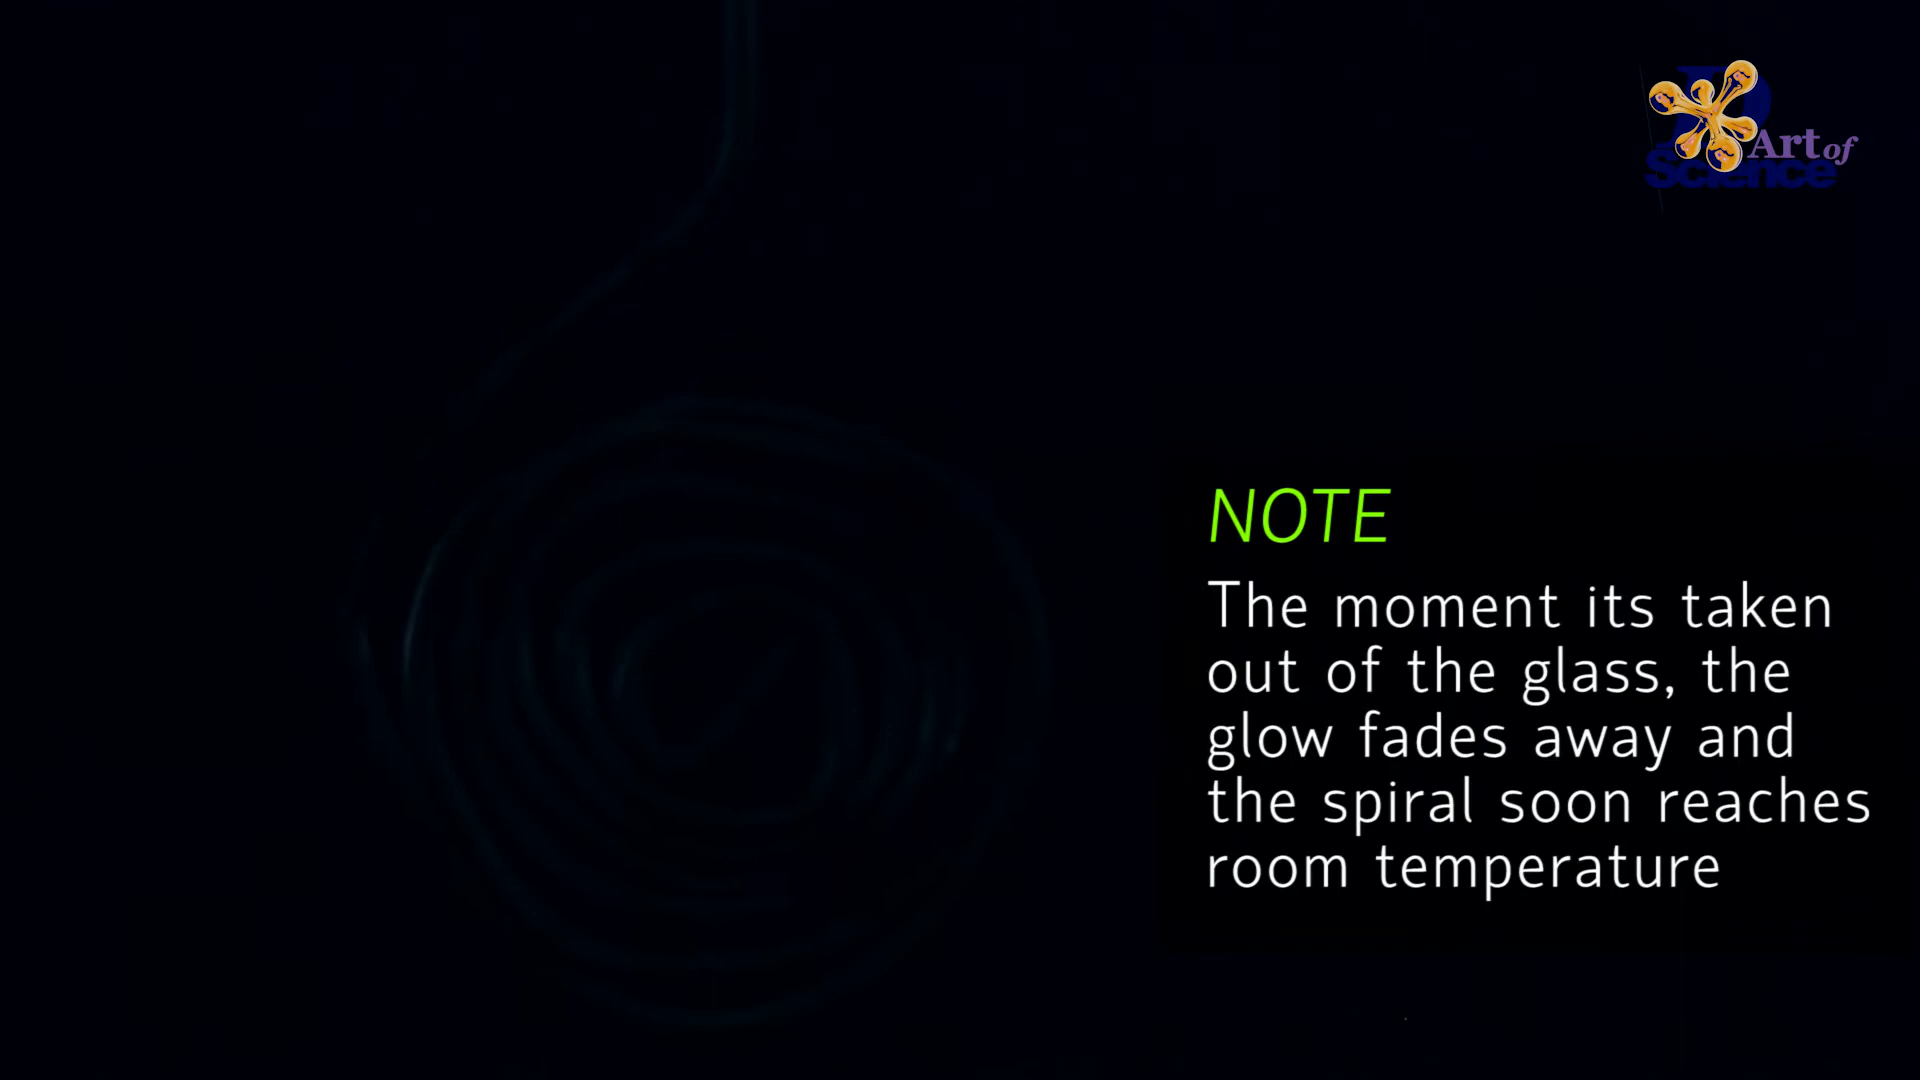 Art of
Science
NOTE
The moment its taken
out of the glass, the
glow fades away and
the spiral soon reaches
room temperature